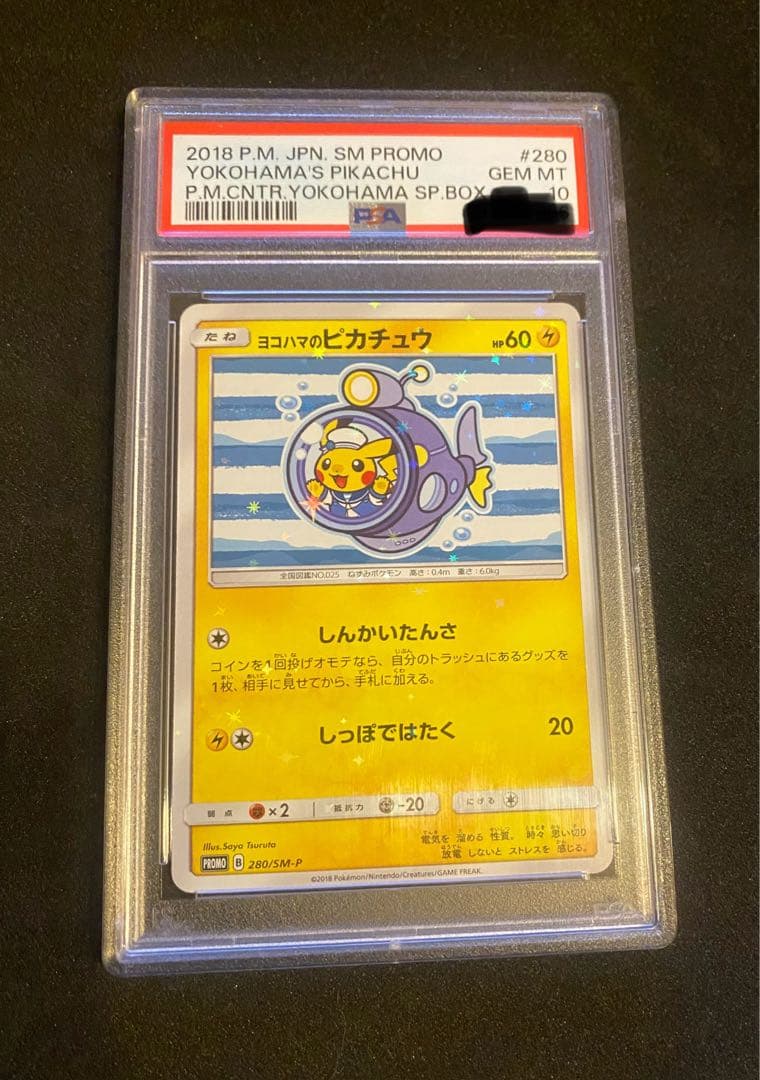 2018 P.M. JPN. SM PROMO #280
YOKOHAMA'S PIKACHU GEM MT
P.M.CNTR.YOKOHAMA SP.BOX 10
PSA
たね ヨコハマのピカチュウ HP60
全国図鑑NO.025 ねずみポケモン 高さ:0.4m 重さ:6.0kg
しんかいたんさ
コインを1回投げオモテなら、自分のトラッシュにあるグッズを
1枚、相手に見せてから、手札に加える。
しっぽではたく 20
弱点 ×2 抵抗力 -20 にげる
電気を 溜める 性質。 時々 思い切り
放電 しないと ストレスを 感じる。
Illus.Saya Tsuruta
PROMO B 280/SM-P
©2018 Pokémon/Nintendo/Creatures/GAME FREAK.